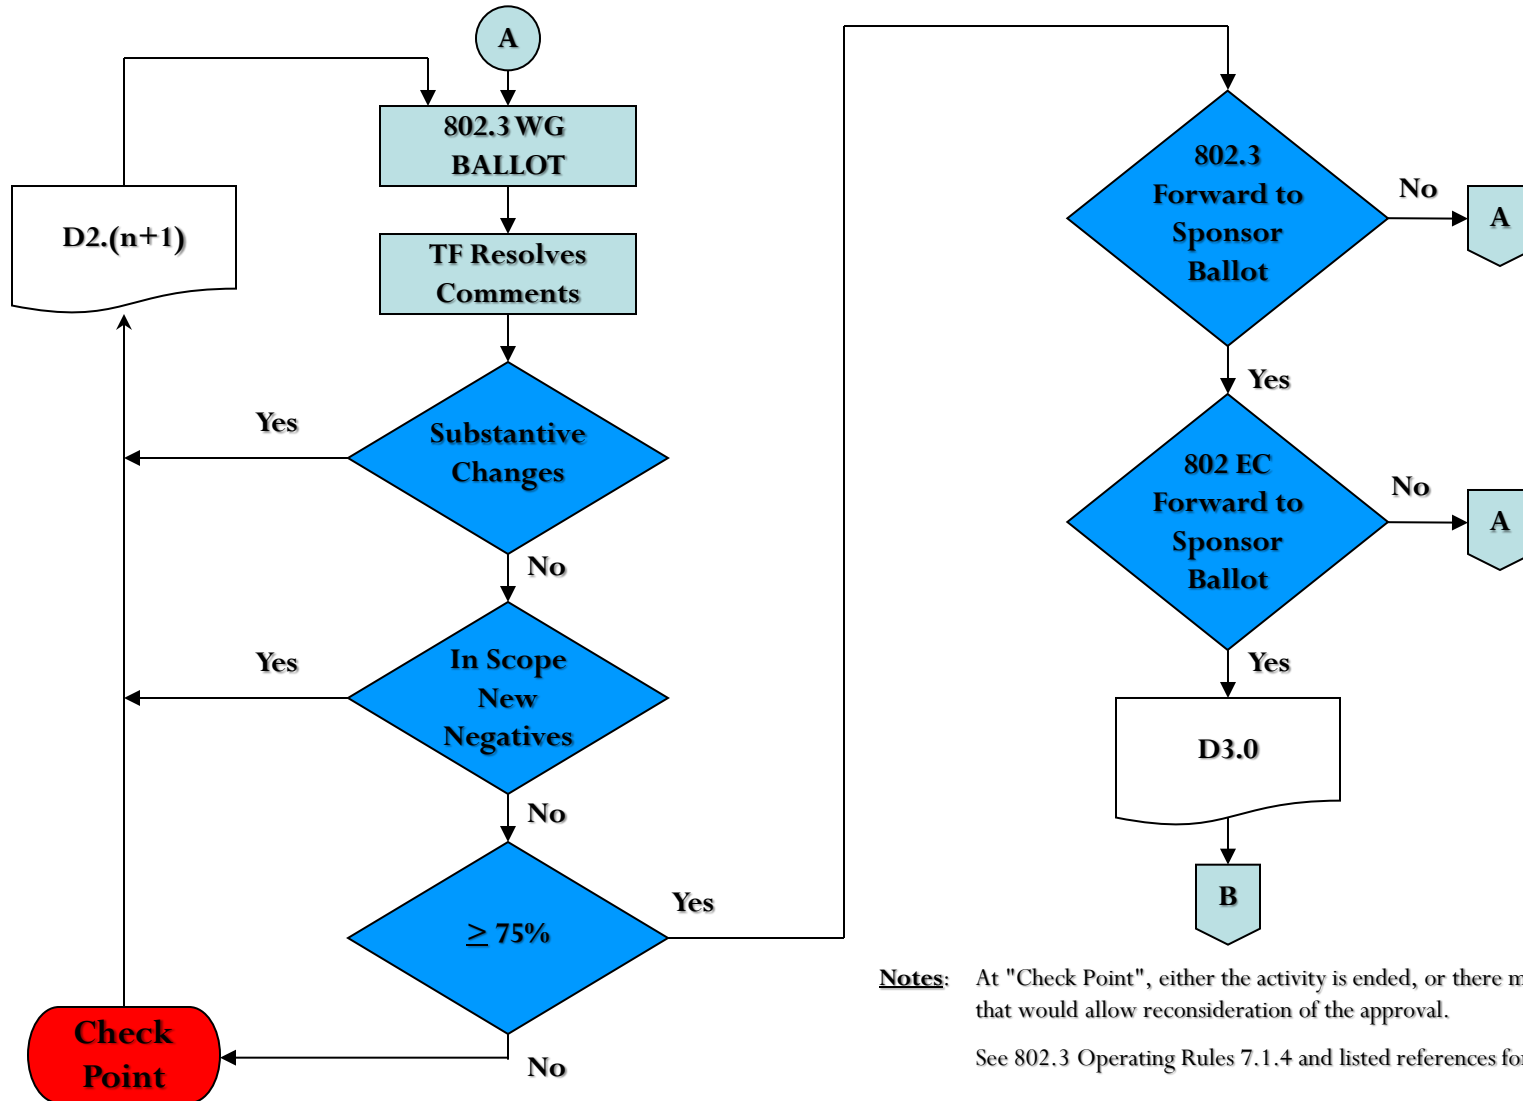 A
802.3 WG
BALLOT
D2.(n+1)
TF Resolves
Comments
Yes
Substantive
Changes
No
Yes
In Scope
New
Negatives
No
≥ 75%
Yes
Check
Point
No
802.3
Forward to
Sponsor
Ballot
No
A
Yes
802 EC
Forward to
Sponsor
Ballot
No
A
Yes
D3.0
B
Notes: At "Check Point", either the activity is ended, or there
that would allow reconsideration of the approval.
See 802.3 Operating Rules 7.1.4 and listed references